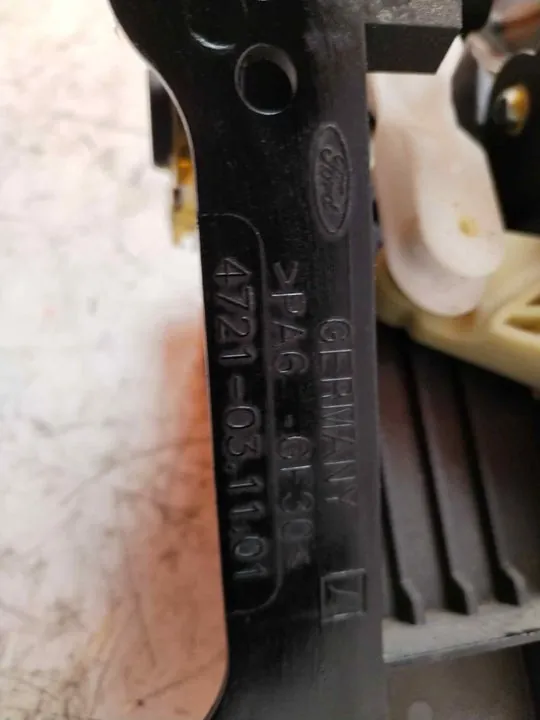 Ford
GERMANY
>PA6-GF30<
4721-03.11.01